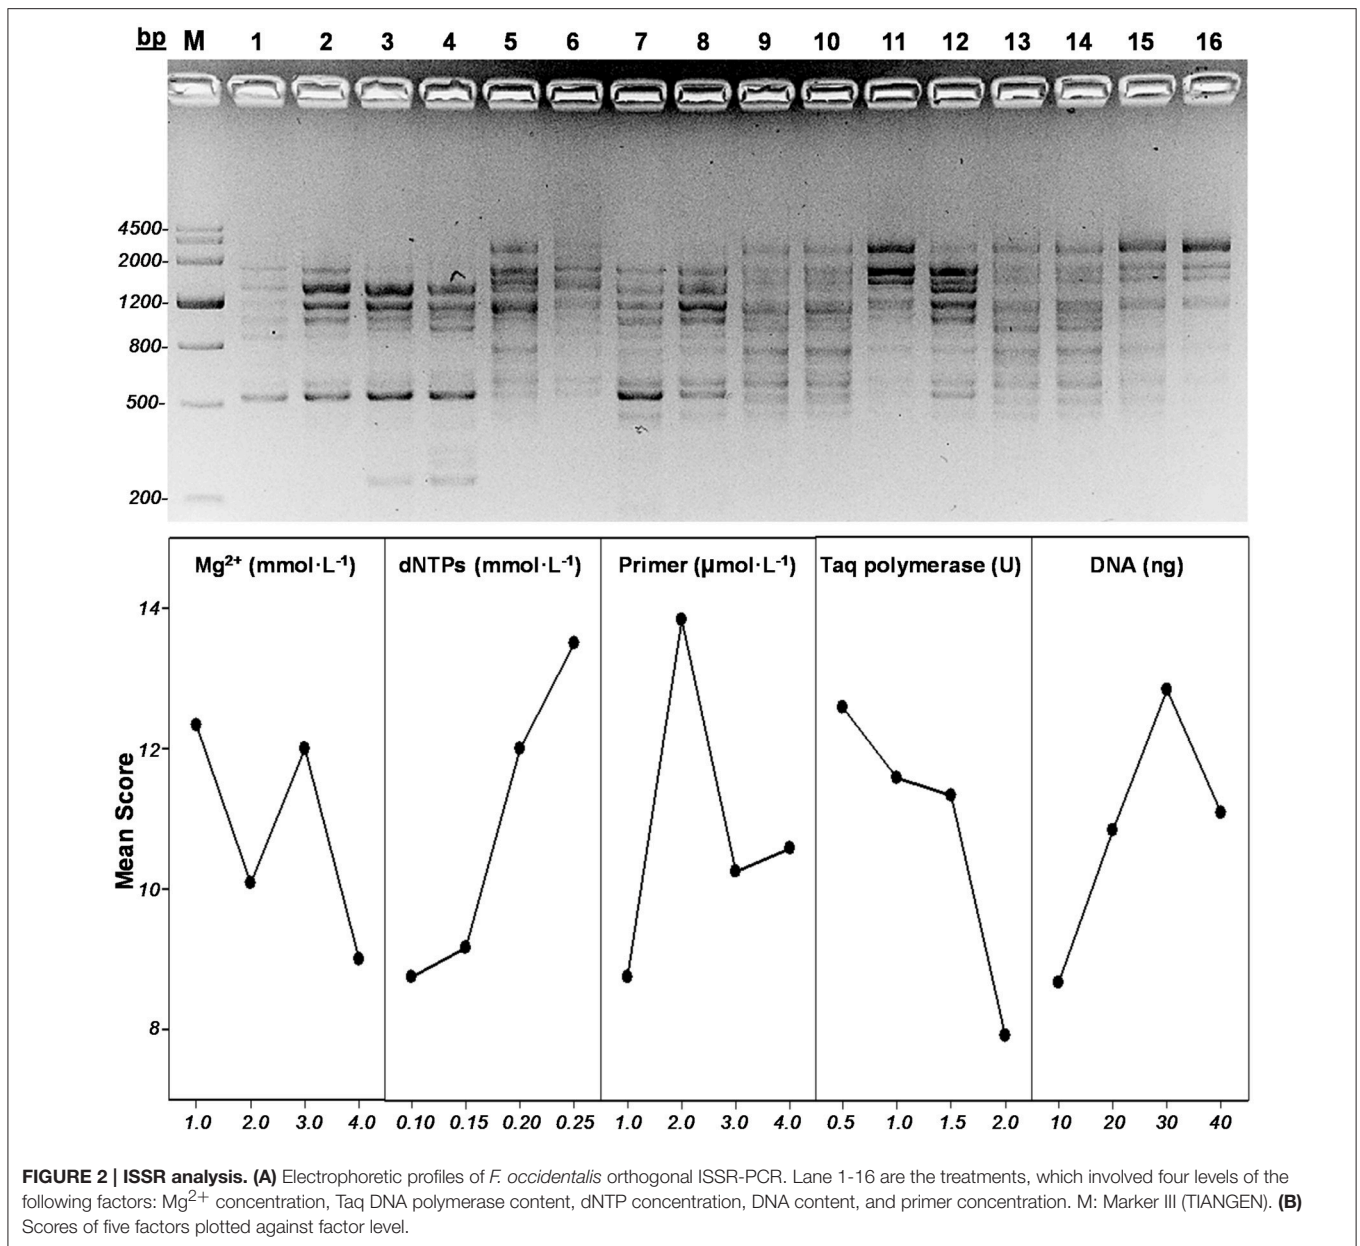 bp M 1 2 3 4 5 6 7 8 9 10 11 12 13 14 15 16
4500-
2000-
1200-
800-
500-
200-
Mg²⁺ (mmol·L⁻¹) dNTPs (mmol·L⁻¹) Primer (μmol·L⁻¹) Taq polymerase (U) DNA (ng)
14
12
10
8
Mean Score
1.0 2.0 3.0 4.0 0.10 0.15 0.20 0.25 1.0 2.0 3.0 4.0 0.5 1.0 1.5 2.0 10 20 30 40
FIGURE 2 | ISSR analysis. (A) Electrophoretic profiles of F. occidentalis orthogonal ISSR-PCR. Lane 1-16 are the treatments, which involved four levels of the
following factors: Mg²⁺ concentration, Taq DNA polymerase content, dNTP concentration, DNA content, and primer concentration. M: Marker III (TIANGEN). (B)
Scores of five factors plotted against factor level.